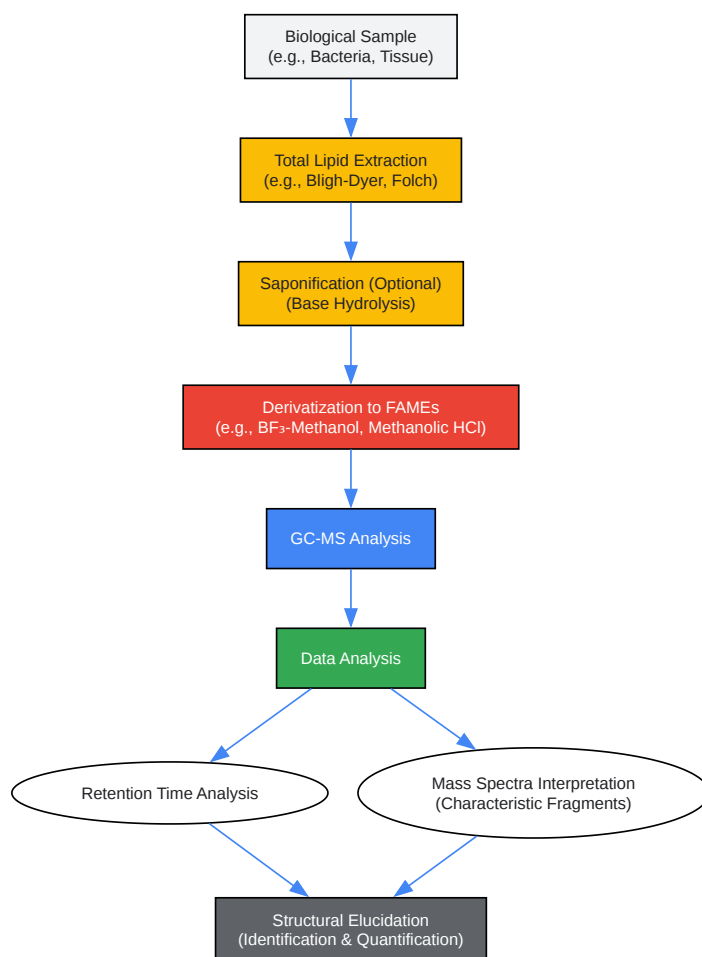 Biological Sample
(e.g., Bacteria, Tissue)
Total Lipid Extraction
(e.g., Bligh-Dyer, Folch)
Saponification (Optional)
(Base Hydrolysis)
Derivatization to FAMEs
(e.g., BF₃-Methanol, Methanolic HCl)
GC-MS Analysis
Data Analysis
Retention Time Analysis
Mass Spectra Interpretation
(Characteristic Fragments)
Structural Elucidation
(Identification & Quantification)